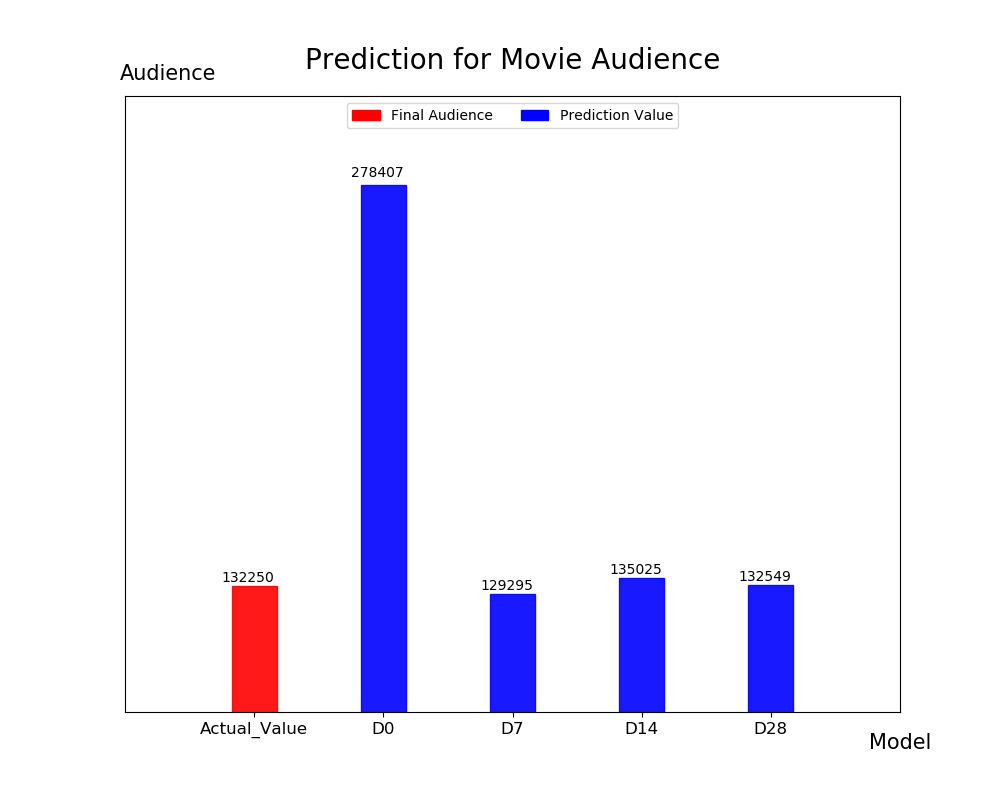 Prediction for Movie Audience
Audience
Final Audience
Prediction Value
278407
132250
129295
135025
132549
Actual_Value
D0
D7
D14
D28
Model